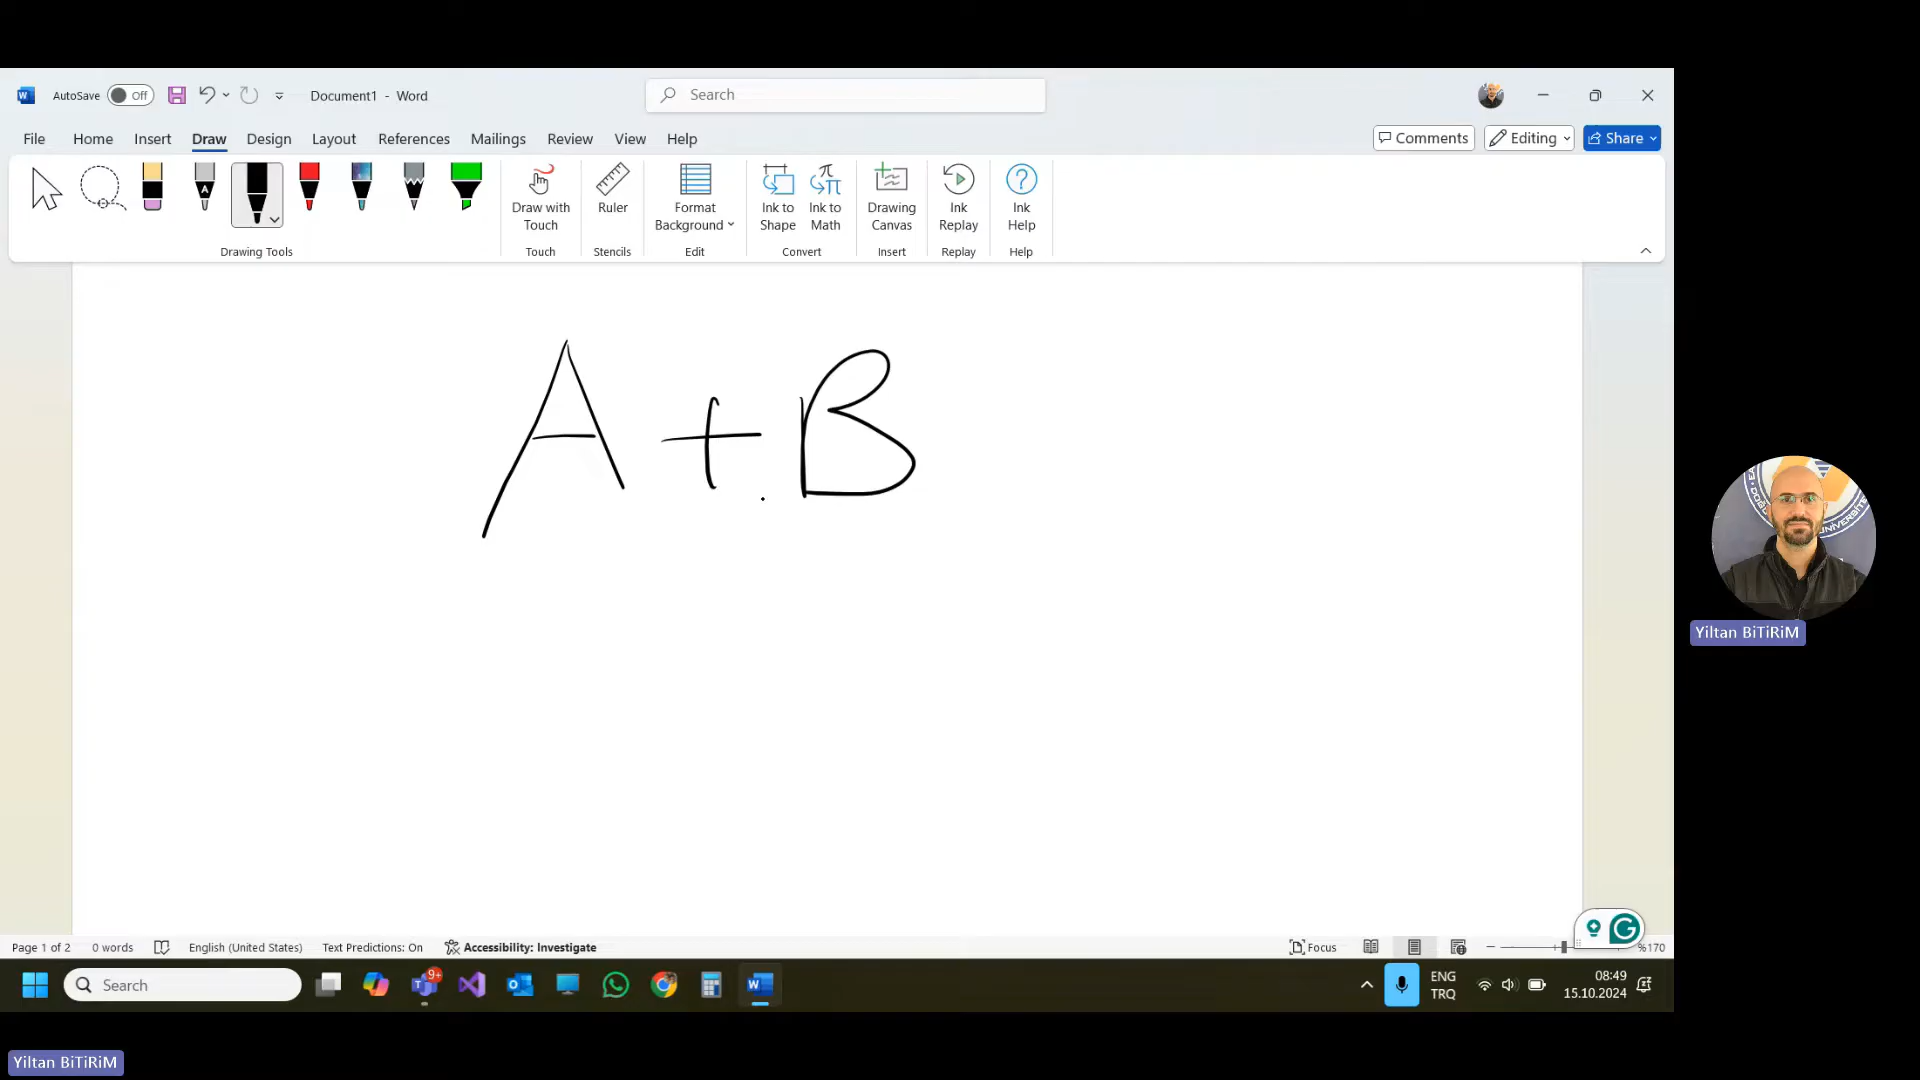 AutoSave Off Document1 - Word Search
File Home Insert Draw Design Layout References Mailings Review View Help Comments Editing Share
A
Draw with Touch
Ruler
Format Background
Ink to Shape
Ink to Math
Drawing Canvas
Ink Replay
Ink Help
Drawing Tools Touch Stencils Edit Convert Insert Replay Help
A + B
Yiltan BiTiRiM
Page 1 of 2 0 words English (United States) Text Predictions: On Accessibility: Investigate Focus %170
Search 9+ ENG TRQ 08:49 15.10.2024
Yiltan BiTiRiM